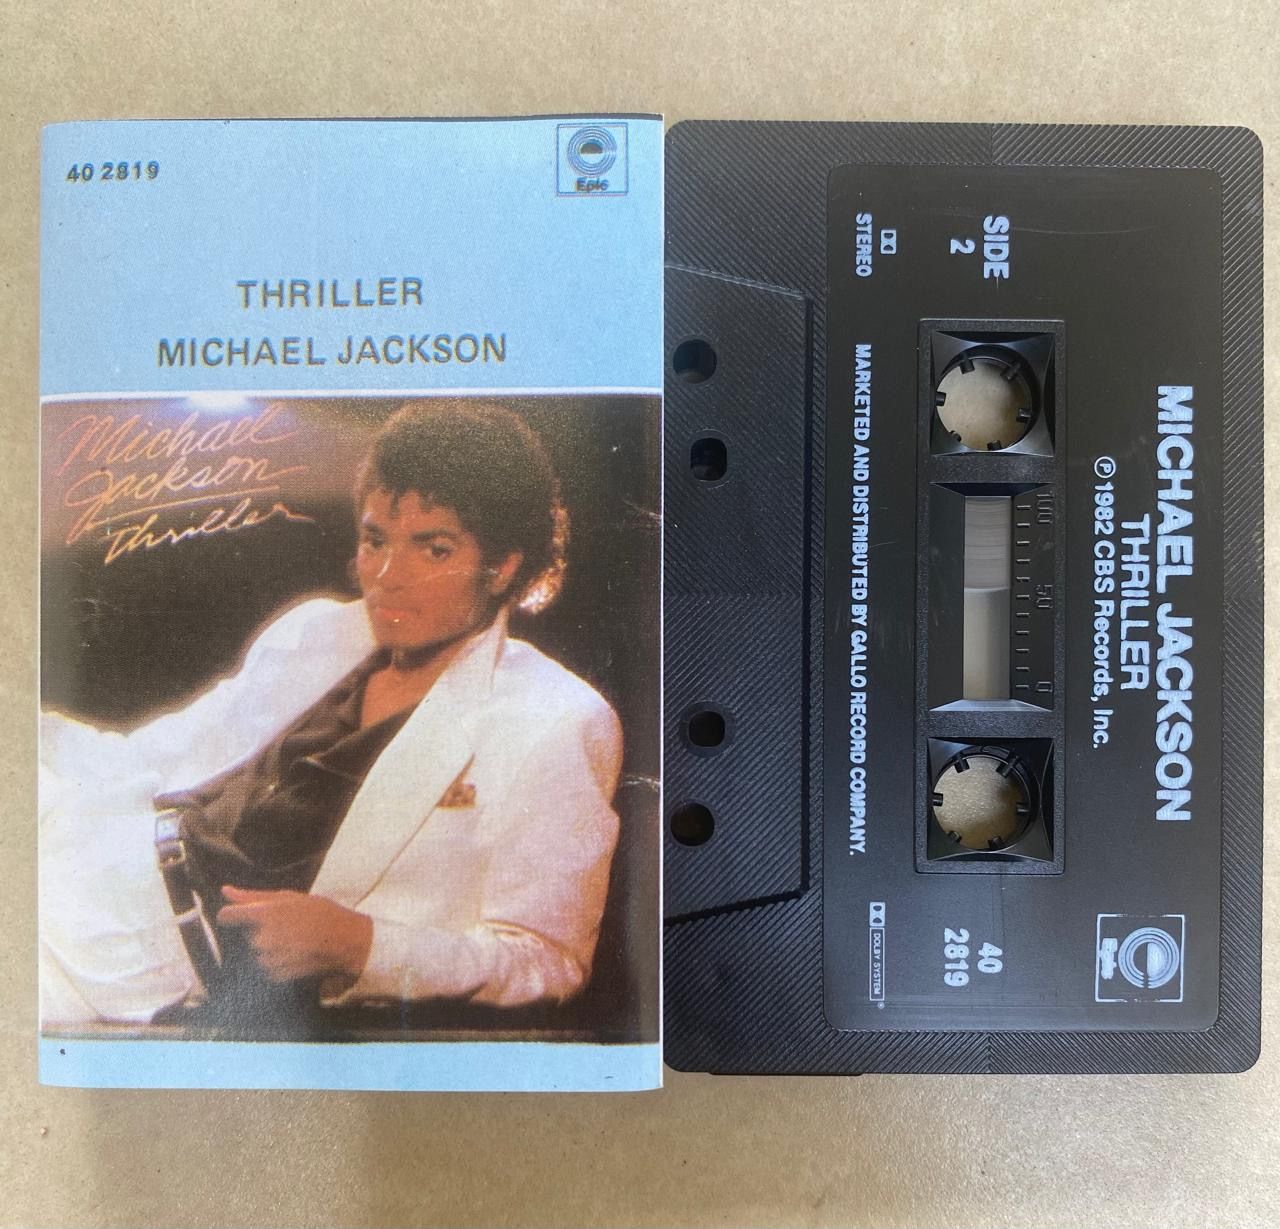 40 2819
Epic
THRILLER
MICHAEL JACKSON
Michael
Jackson
Thriller
MICHAEL JACKSON
THRILLER
℗ 1982 CBS Records, Inc.
SIDE
2
100 50 0
40
2819
Epic
STEREO
MARKETED AND DISTRIBUTED BY GALLO RECORD COMPANY.
DOLBY SYSTEM